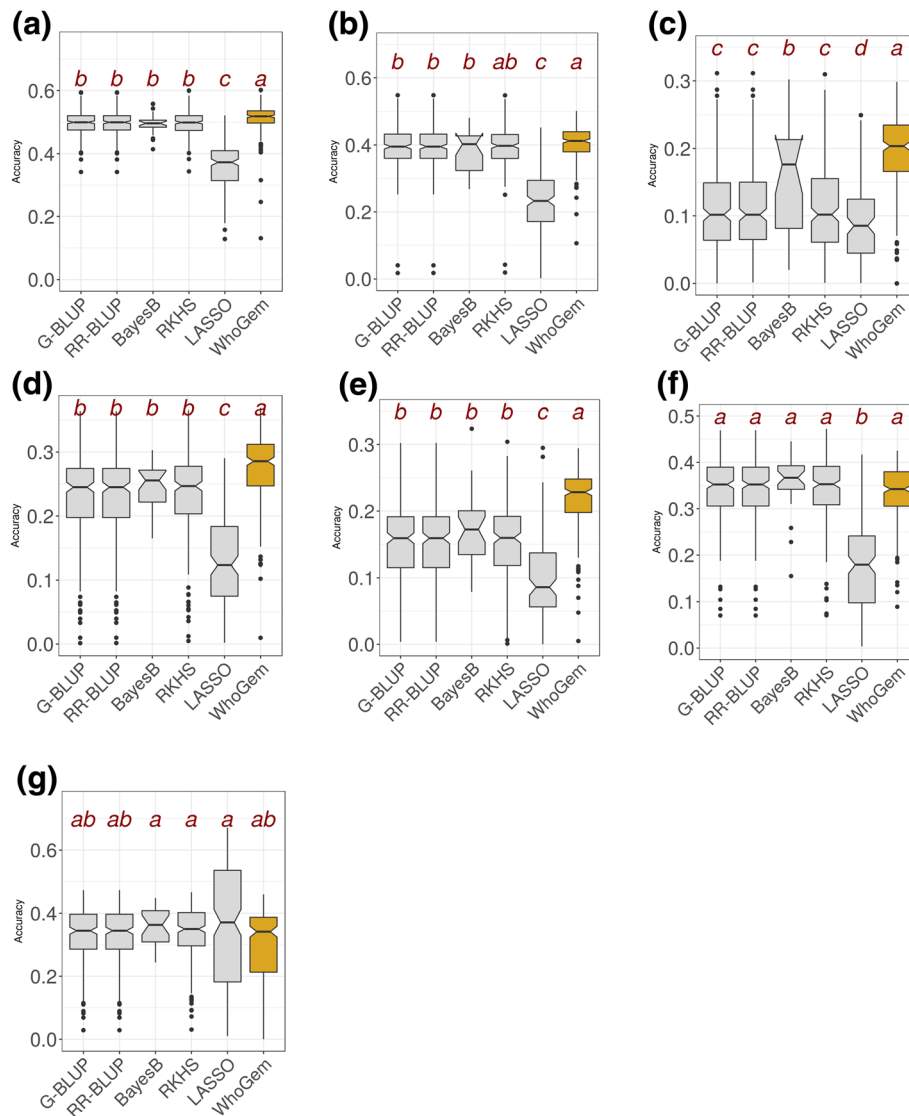 (a)
b b b b c a
Accuracy
0.6
0.4
0.2
0.0
G-BLUP RR-BLUP BayesB RKHS LASSO WhoGem
(b)
b b b ab c a
Accuracy
0.6
0.4
0.2
0.0
G-BLUP RR-BLUP BayesB RKHS LASSO WhoGem
(c)
c c b c d a
Accuracy
0.3
0.2
0.1
0.0
G-BLUP RR-BLUP BayesB RKHS LASSO WhoGem
(d)
b b b b c a
Accuracy
0.3
0.2
0.1
0.0
G-BLUP RR-BLUP BayesB RKHS LASSO WhoGem
(e)
b b b b c a
Accuracy
0.3
0.2
0.1
0.0
G-BLUP RR-BLUP BayesB RKHS LASSO WhoGem
(f)
a a a a b a
Accuracy
0.5
0.4
0.3
0.2
0.1
0.0
G-BLUP RR-BLUP BayesB RKHS LASSO WhoGem
(g)
ab ab a a a ab
Accuracy
0.6
0.4
0.2
0.0
G-BLUP RR-BLUP BayesB RKHS LASSO WhoGem